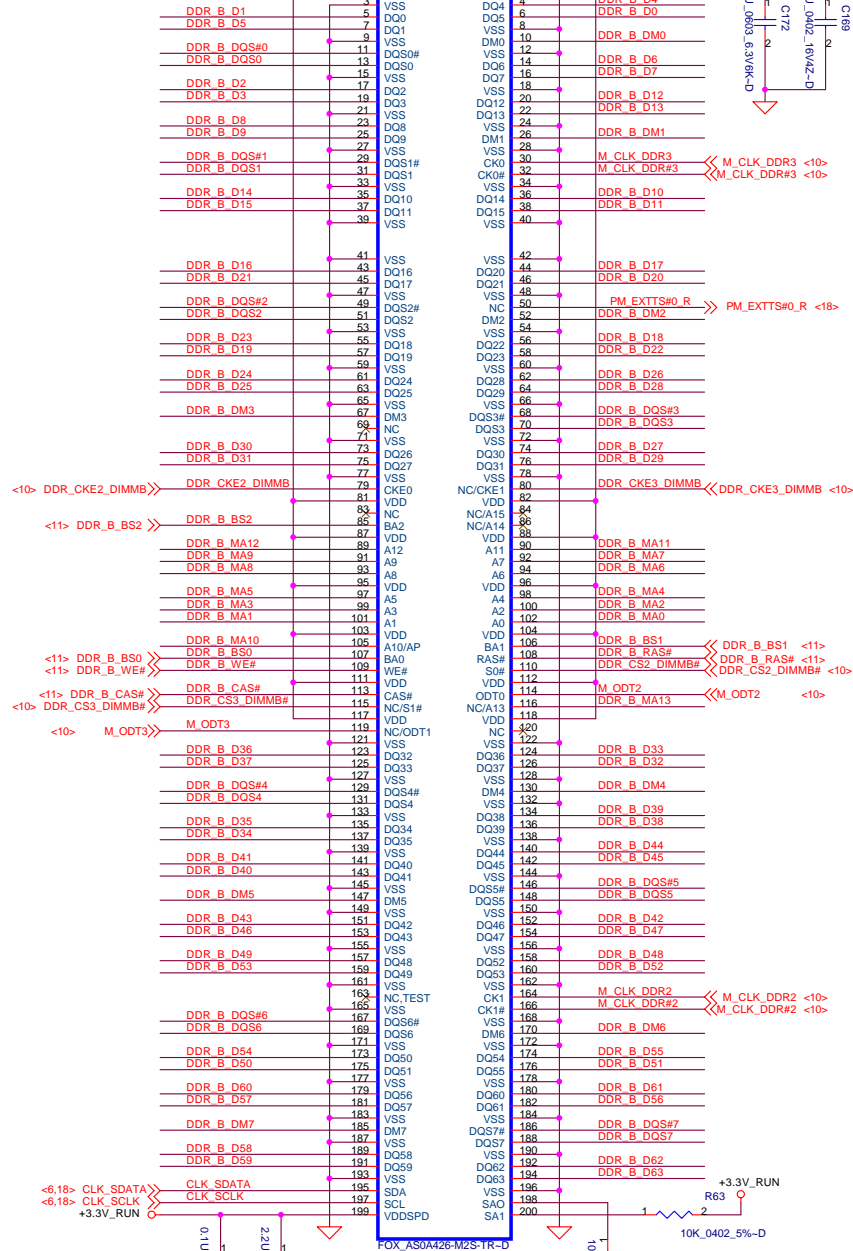 3 VSS DQ4 4 DDR_B_D4
DDR_B_D1 5 DQ0 DQ5 6 DDR_B_D0
DDR_B_D5 7 DQ1 VSS 8
9 VSS DM0 10 DDR_B_DM0
DDR_B_DQS#0 11 DQS0# VSS 12
DDR_B_DQS0 13 DQS0 DQ6 14 DDR_B_D6
15 VSS DQ7 16 DDR_B_D7
DDR_B_D2 17 DQ2 VSS 18
DDR_B_D3 19 DQ3 DQ12 20 DDR_B_D12
21 VSS DQ13 22 DDR_B_D13
DDR_B_D8 23 DQ8 VSS 24
DDR_B_D9 25 DQ9 DM1 26 DDR_B_DM1
27 VSS VSS 28
DDR_B_DQS#1 29 DQS1# CK0 30 M_CLK_DDR3 M_CLK_DDR3 <10>
DDR_B_DQS1 31 DQS1 CK0# 32 M_CLK_DDR#3 M_CLK_DDR#3 <10>
33 VSS VSS 34
DDR_B_D14 35 DQ10 DQ14 36 DDR_B_D10
DDR_B_D15 37 DQ11 DQ15 38 DDR_B_D11
39 VSS VSS 40
41 VSS VSS 42
DDR_B_D16 43 DQ16 DQ20 44 DDR_B_D17
DDR_B_D21 45 DQ17 DQ21 46 DDR_B_D20
47 VSS VSS 48
DDR_B_DQS#2 49 DQS2# NC 50 PM_EXTTS#0_R PM_EXTTS#0_R <18>
DDR_B_DQS2 51 DQS2 DM2 52 DDR_B_DM2
53 VSS VSS 54
DDR_B_D23 55 DQ18 DQ22 56 DDR_B_D18
DDR_B_D19 57 DQ19 DQ23 58 DDR_B_D22
59 VSS VSS 60
DDR_B_D24 61 DQ24 DQ28 62 DDR_B_D26
DDR_B_D25 63 DQ25 DQ29 64 DDR_B_D28
65 VSS VSS 66
DDR_B_DM3 67 DM3 DQS3# 68 DDR_B_DQS#3
69 NC DQS3 70 DDR_B_DQS3
71 VSS VSS 72
DDR_B_D30 73 DQ26 DQ30 74 DDR_B_D27
DDR_B_D31 75 DQ27 DQ31 76 DDR_B_D29
77 VSS VSS 78
<10> DDR_CKE2_DIMMB DDR_CKE2_DIMMB 79 CKE0 NC/CKE1 80 DDR_CKE3_DIMMB DDR_CKE3_DIMMB <10>
81 VDD VDD 82
83 NC NC/A15 84
<11> DDR_B_BS2 DDR_B_BS2 85 BA2 NC/A14 86
87 VDD VDD 88
DDR_B_MA12 89 A12 A11 90 DDR_B_MA11
DDR_B_MA9 91 A9 A7 92 DDR_B_MA7
DDR_B_MA8 93 A8 A6 94 DDR_B_MA6
95 VDD VDD 96
DDR_B_MA5 97 A5 A4 98 DDR_B_MA4
DDR_B_MA3 99 A3 A2 100 DDR_B_MA2
DDR_B_MA1 101 A1 A0 102 DDR_B_MA0
103 VDD VDD 104
DDR_B_MA10 105 A10/AP BA1 106 DDR_B_BS1 DDR_B_BS1 <11>
<11> DDR_B_BS0 DDR_B_BS0 107 BA0 RAS# 108 DDR_B_RAS# DDR_B_RAS# <11>
<11> DDR_B_WE# DDR_B_WE# 109 WE# S0# 110 DDR_CS2_DIMMB# DDR_CS2_DIMMB# <10>
111 VDD VDD 112
<11> DDR_B_CAS# DDR_B_CAS# 113 CAS# ODT0 114 M_ODT2 M_ODT2 <10>
<10> DDR_CS3_DIMMB# DDR_CS3_DIMMB# 115 NC/S1# NC/A13 116 DDR_B_MA13
117 VDD VDD 118
<10> M_ODT3 M_ODT3 119 NC/ODT1 NC 120
121 VSS VSS 122
DDR_B_D36 123 DQ32 DQ36 124 DDR_B_D33
DDR_B_D37 125 DQ33 DQ37 126 DDR_B_D32
127 VSS VSS 128
DDR_B_DQS#4 129 DQS4# DM4 130 DDR_B_DM4
DDR_B_DQS4 131 DQS4 VSS 132
133 VSS DQ38 134 DDR_B_D39
DDR_B_D35 135 DQ34 DQ39 136 DDR_B_D38
DDR_B_D34 137 DQ35 VSS 138
139 VSS DQ44 140 DDR_B_D44
DDR_B_D41 141 DQ40 DQ45 142 DDR_B_D45
DDR_B_D40 143 DQ41 VSS 144
145 VSS DQS5# 146 DDR_B_DQS#5
DDR_B_DM5 147 DM5 DQS5 148 DDR_B_DQS5
149 VSS VSS 150
DDR_B_D43 151 DQ42 DQ46 152 DDR_B_D42
DDR_B_D46 153 DQ43 DQ47 154 DDR_B_D47
155 VSS VSS 156
DDR_B_D49 157 DQ48 DQ52 158 DDR_B_D48
DDR_B_D53 159 DQ49 DQ53 160 DDR_B_D52
161 VSS VSS 162
163 NC,TEST CK1 164 M_CLK_DDR2 M_CLK_DDR2 <10>
165 VSS CK1# 166 M_CLK_DDR#2 M_CLK_DDR#2 <10>
DDR_B_DQS#6 167 DQS6# VSS 168
DDR_B_DQS6 169 DQS6 DM6 170 DDR_B_DM6
171 VSS VSS 172
DDR_B_D54 173 DQ50 DQ54 174 DDR_B_D55
DDR_B_D50 175 DQ51 DQ55 176 DDR_B_D51
177 VSS VSS 178
DDR_B_D60 179 DQ56 DQ60 180 DDR_B_D61
DDR_B_D57 181 DQ57 DQ61 182 DDR_B_D56
183 VSS VSS 184
DDR_B_DM7 185 DM7 DQS7# 186 DDR_B_DQS#7
187 VSS DQS7 188 DDR_B_DQS7
DDR_B_D58 189 DQ58 VSS 190
DDR_B_D59 191 DQ59 DQ62 192 DDR_B_D62
193 VSS DQ63 194 DDR_B_D63
<6,18> CLK_SDATA CLK_SDATA 195 SDA VSS 196
<6,18> CLK_SCLK CLK_SCLK 197 SCL SAO 198
+3.3V_RUN 199 VDDSPD SA1 200
FOX_AS0A426-M2S-TR~D
1 R63 2 +3.3V_RUN
10K_0402_5%~D
0.1U 1
2.2U 1
10 1
1 C172 2
U_0603_6.3V6K~D
1 C169 2
U_0402_16V4Z~D